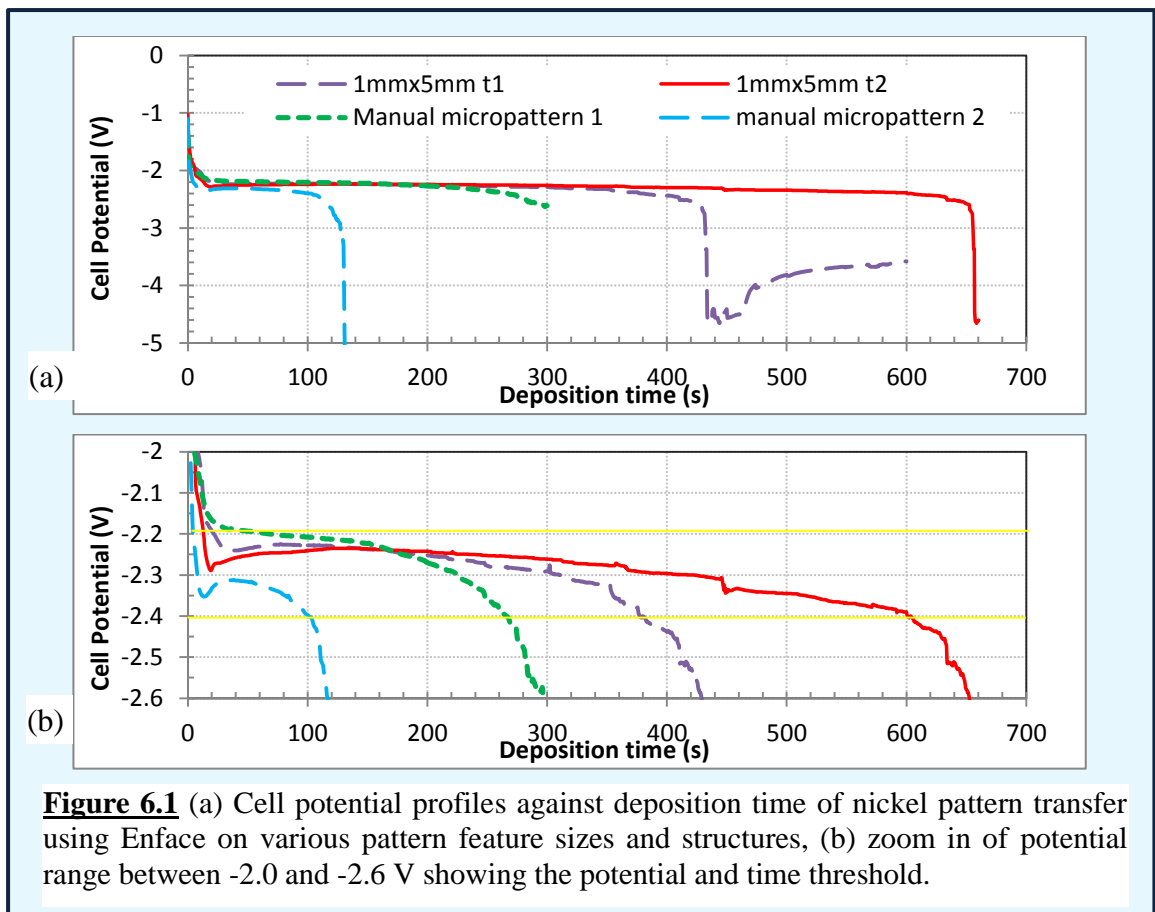 0
-1
-2
-3
-4
-5
Cell Potential (V)
1mmx5mm t1
1mmx5mm t2
Manual micropattern 1
manual micropattern 2
0 100 200 300 400 500 600 700
Deposition time (s)
(a)
-2
-2.1
-2.2
-2.3
-2.4
-2.5
-2.6
Cell Potential (V)
0 100 200 300 400 500 600 700
Deposition time (s)
(b)
Figure 6.1 (a) Cell potential profiles against deposition time of nickel pattern transfer
using Enface on various pattern feature sizes and structures, (b) zoom in of potential
range between -2.0 and -2.6 V showing the potential and time threshold.